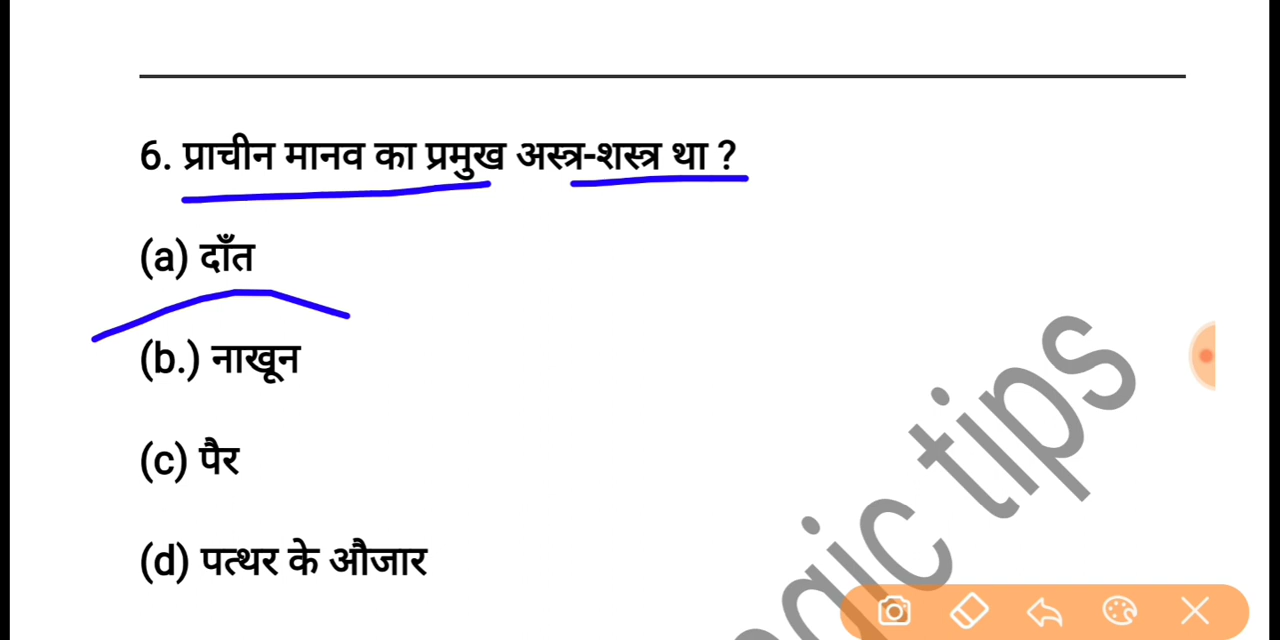 6. प्राचीन मानव का प्रमुख अस्त्र-शस्त्र था ?
(a) दाँत
(b.) नाखून
(c) पैर
(d) पत्थर के औजार
tips